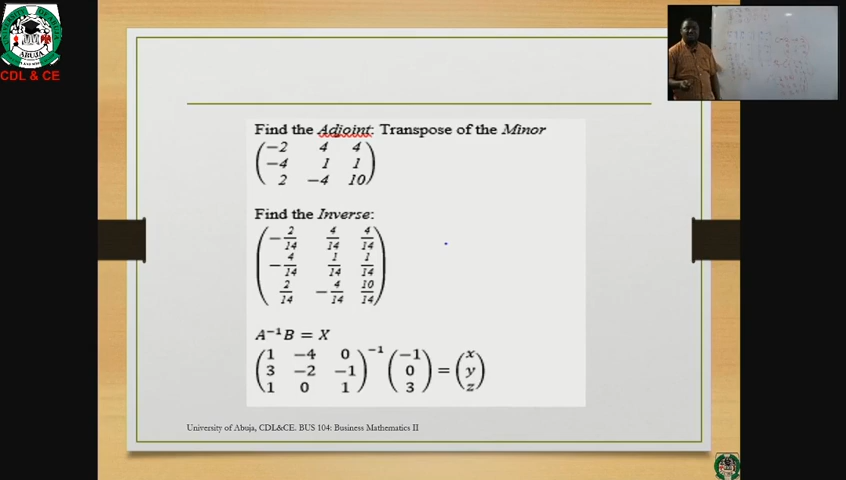 ABUJA
CDL & CE
Find the Adjoint: Transpose of the Minor
(−2 4 4
−4 1 1
2 −4 10)
Find the Inverse:
(−2/14 4/14 4/14
−4/14 1/14 1/14
2/14 −4/14 10/14)
A⁻¹B = X
(1 −4 0
3 −2 −1
1 0 1)⁻¹ (−1
0
3) = (x
y
z)
University of Abuja, CDL&CE. BUS 104: Business Mathematics II